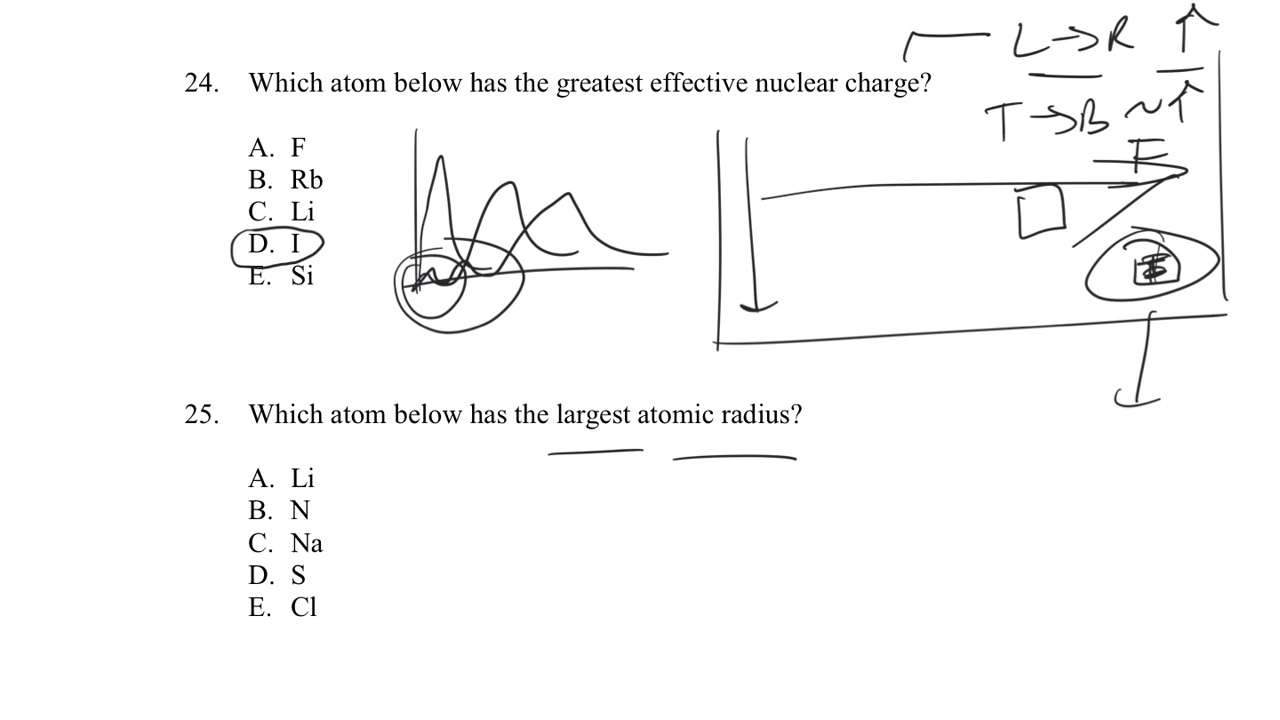 L→R ↑
24. Which atom below has the greatest effective nuclear charge?
T→B ~↑
A. F
F
B. Rb
C. Li
D. I
I
E. Si
25. Which atom below has the largest atomic radius?
A. Li
B. N
C. Na
D. S
E. Cl